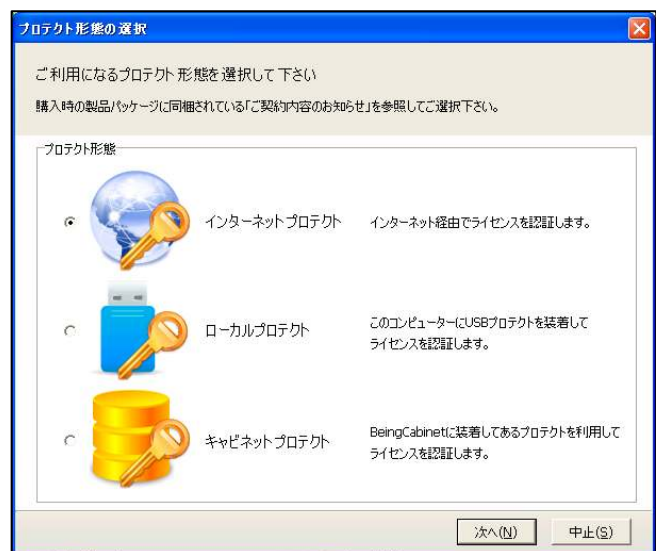 プロテクト形態の選択
ご利用になるプロテクト形態を選択して下さい
購入時の製品パッケージに同梱されている「ご契約内容のお知らせ」を参照してご選択下さい。
プロテクト形態
インターネットプロテクト
インターネット経由でライセンスを認証します。
ローカルプロテクト
このコンピューターにUSBプロテクトを装着して
ライセンスを認証します。
キャビネットプロテクト
BeingCabinetに装着してあるプロテクトを利用して
ライセンスを認証します。
次へ(N)
中止(S)